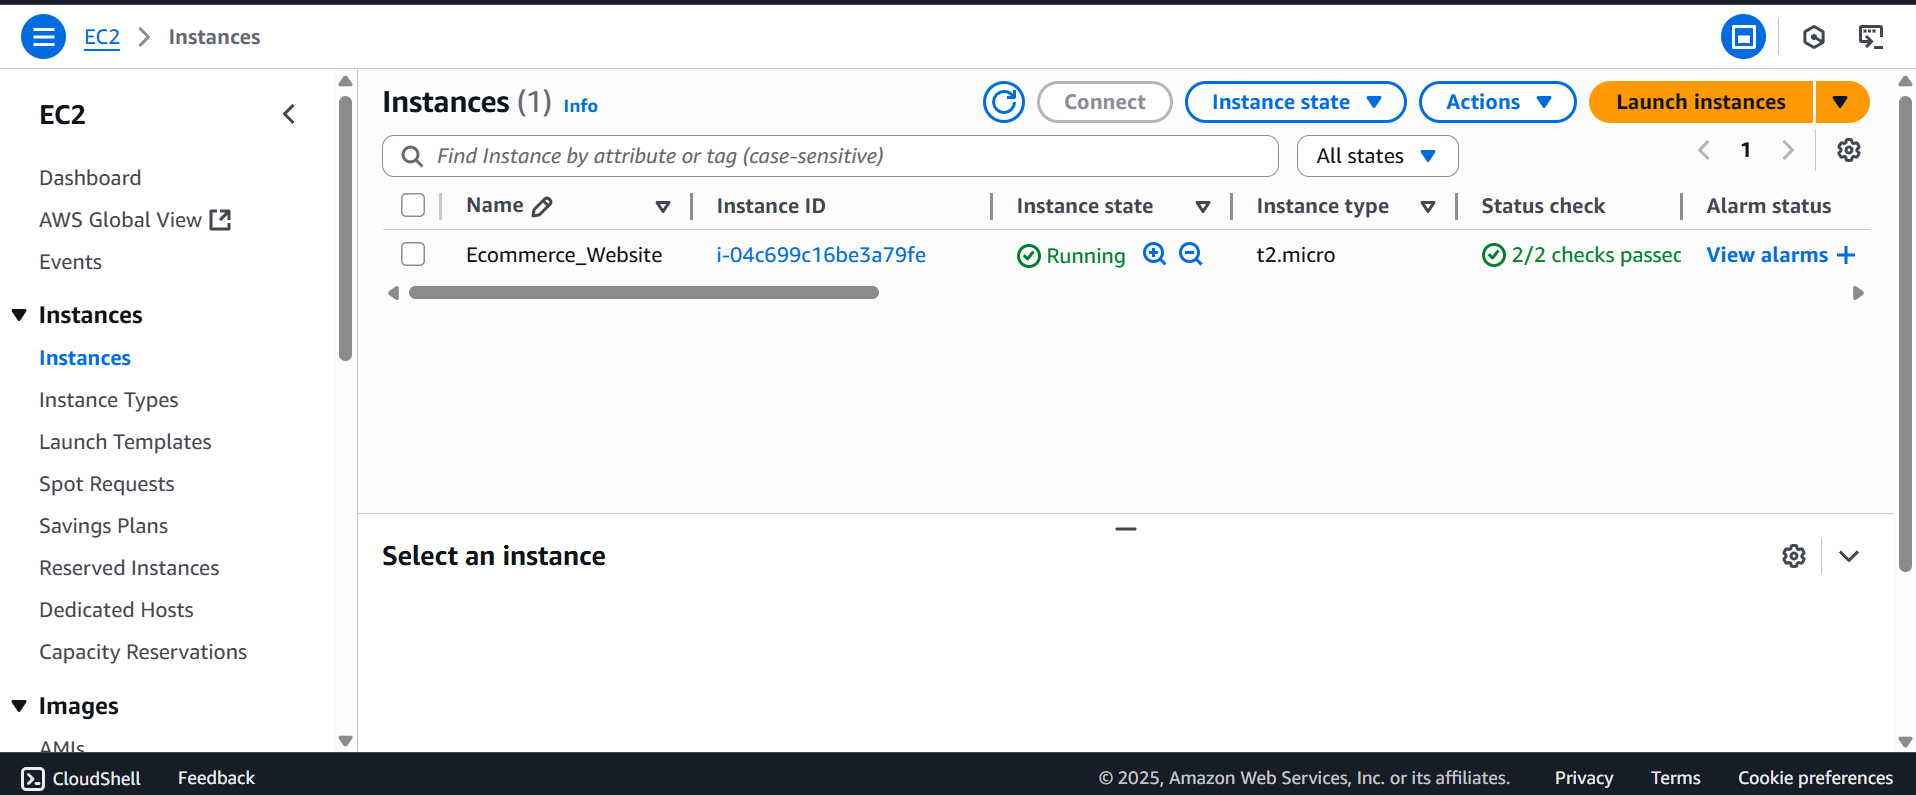 EC2 > Instances
EC2
Dashboard
AWS Global View
Events
Instances
Instances
Instance Types
Launch Templates
Spot Requests
Savings Plans
Reserved Instances
Dedicated Hosts
Capacity Reservations
Images
AMIs
Instances (1) Info
Connect
Instance state
Actions
Launch instances
Find Instance by attribute or tag (case-sensitive)
All states
1
Name Instance ID Instance state Instance type Status check Alarm status
Ecommerce_Website i-04c699c16be3a79fe Running t2.micro 2/2 checks passec View alarms +
Select an instance
CloudShell Feedback © 2025, Amazon Web Services, Inc. or its affiliates. Privacy Terms Cookie preferences